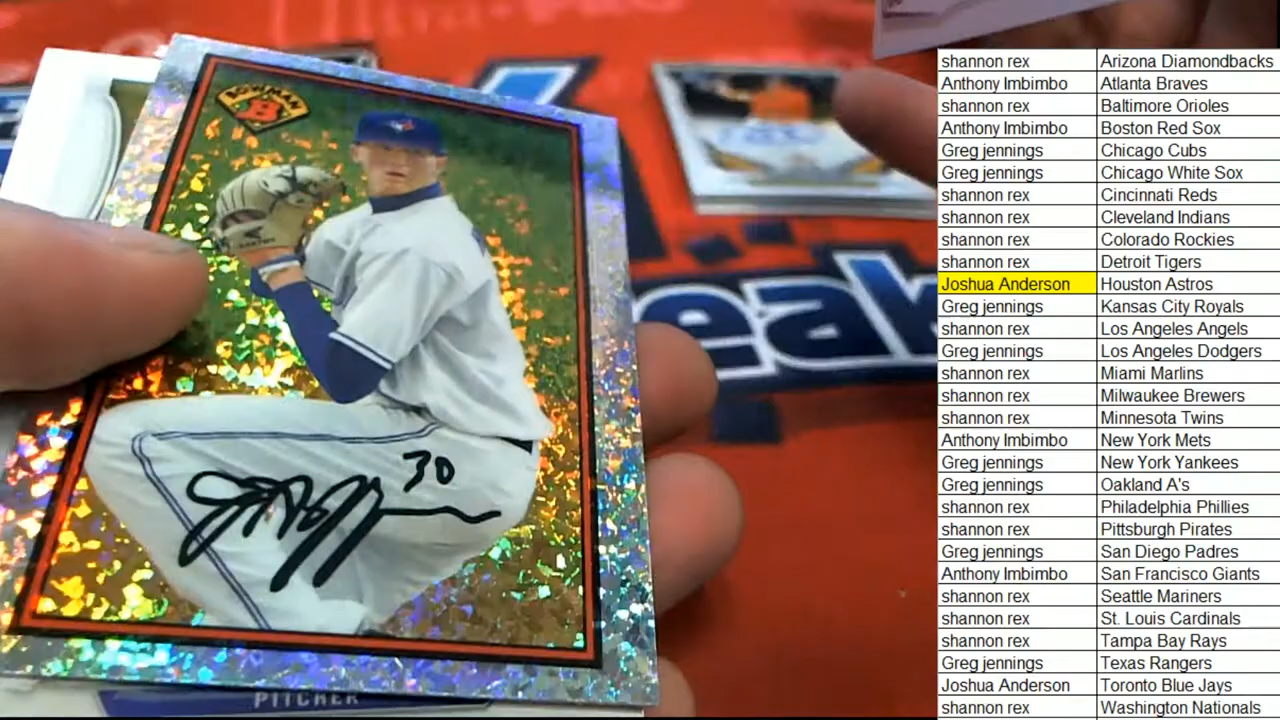 BOWMAN
B
30
PITCHER
eak
shannon rex Arizona Diamondbacks
Anthony Imbimbo Atlanta Braves
shannon rex Baltimore Orioles
Anthony Imbimbo Boston Red Sox
Greg jennings Chicago Cubs
Greg jennings Chicago White Sox
shannon rex Cincinnati Reds
shannon rex Cleveland Indians
shannon rex Colorado Rockies
shannon rex Detroit Tigers
Joshua Anderson Houston Astros
Greg jennings Kansas City Royals
shannon rex Los Angeles Angels
Greg jennings Los Angeles Dodgers
shannon rex Miami Marlins
shannon rex Milwaukee Brewers
shannon rex Minnesota Twins
Anthony Imbimbo New York Mets
Greg jennings New York Yankees
Greg jennings Oakland A's
shannon rex Philadelphia Phillies
shannon rex Pittsburgh Pirates
Greg jennings San Diego Padres
Anthony Imbimbo San Francisco Giants
shannon rex Seattle Mariners
shannon rex St. Louis Cardinals
shannon rex Tampa Bay Rays
Greg jennings Texas Rangers
Joshua Anderson Toronto Blue Jays
shannon rex Washington Nationals